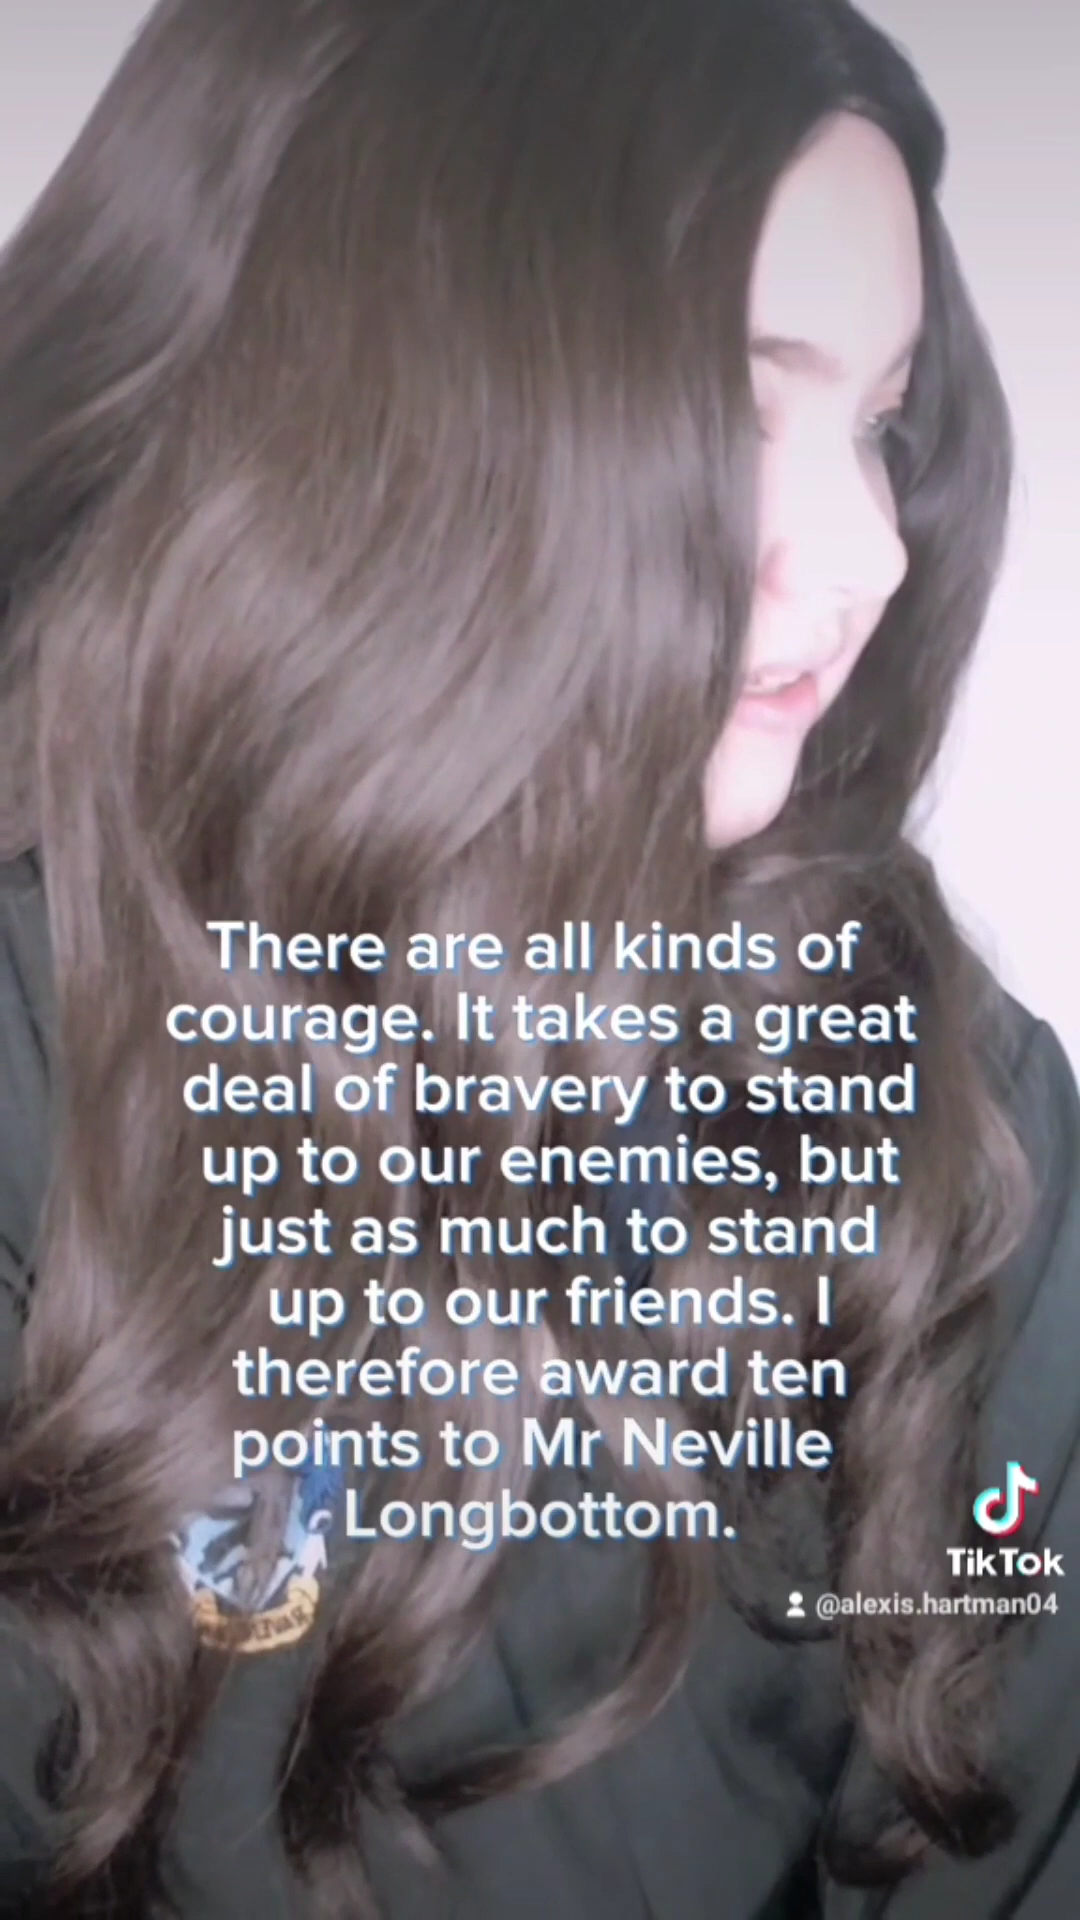 There are all kinds of
courage. It takes a great
deal of bravery to stand
up to our enemies, but
just as much to stand
up to our friends. I
therefore award ten
points to Mr Neville
Longbottom.
TikTok
@alexis.hartman04